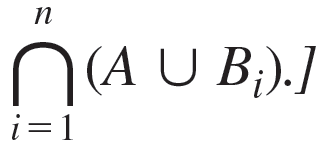 n
⋂ (A ∪ Bᵢ).]
i = 1